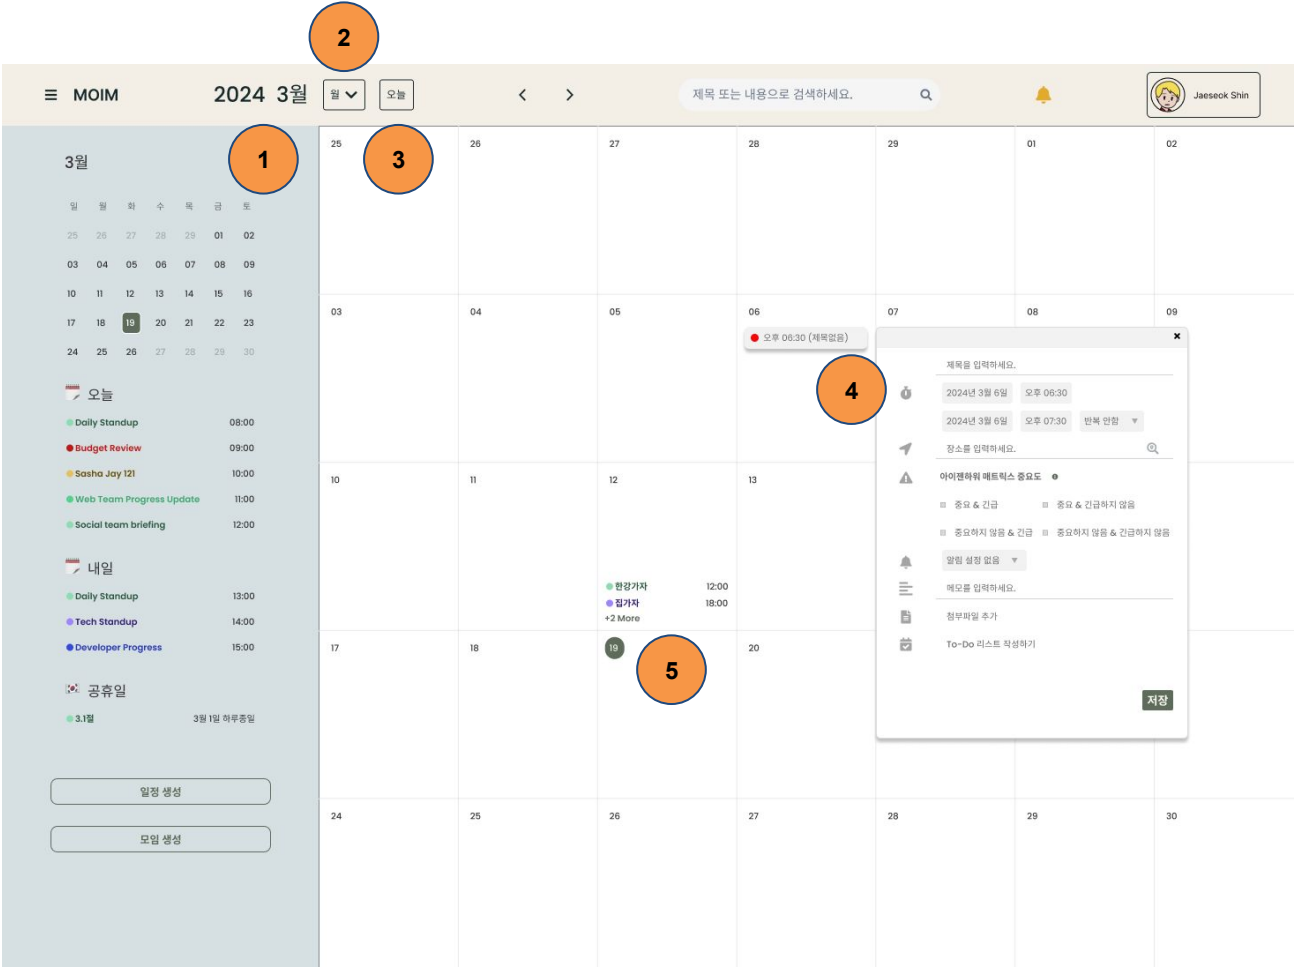 2
MOIM
2024 3월
월
오늘
제목 또는 내용으로 검색하세요.
Jaeseok Shin
1
3
3월
일 월 화 수 목 금 토
25 26 27 28 29 01 02
03 04 05 06 07 08 09
10 11 12 13 14 15 16
17 18 19 20 21 22 23
24 25 26 27 28 29 30
오늘
Daily Standup 08:00
Budget Review 09:00
Sasha Jay 121 10:00
Web Team Progress Update 11:00
Social team briefing 12:00
내일
Daily Standup 13:00
Tech Standup 14:00
Developer Progress 15:00
공휴일
3.1절 3월 1일 하루종일
일정 생성
모임 생성
25 26 27 28 29 01 02
03 04 05 06 07 08 09
오후 06:30 (제목없음)
10 11 12 13
한강가자 12:00
집가자 18:00
+2 More
17 18 19 20
24 25 26 27 28 29 30
4
5
제목을 입력하세요.
2024년 3월 6일 오후 06:30
2024년 3월 6일 오후 07:30 반복 안함
장소를 입력하세요.
아이젠하워 매트릭스 중요도
중요 & 긴급 중요 & 긴급하지 않음
중요하지 않음 & 긴급 중요하지 않음 & 긴급하지 않음
알림 설정 없음
메모를 입력하세요.
첨부파일 추가
To-Do 리스트 작성하기
저장